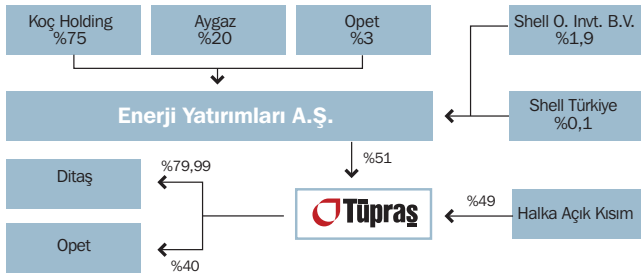 Koç Holding
%75
Aygaz
%20
Opet
%3
Shell O. Invt. B.V.
%1,9
Enerji Yatırımları A.Ş.
Shell Türkiye
%0,1
%51
Ditaş
%79,99
Tüpraş
%49
Halka Açık Kısım
Opet
%40